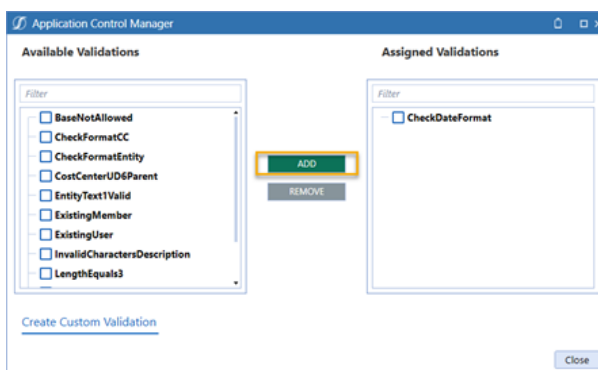 Application Control Manager
Available Validations
Assigned Validations
Filter
Filter
BaseNotAllowed
CheckDateFormat
CheckFormatCC
CheckFormatEntity
ADD
CostCenterUD6Parent
REMOVE
EntityText1Valid
ExistingMember
ExistingUser
InvalidCharactersDescription
LengthEquals3
Create Custom Validation
Close